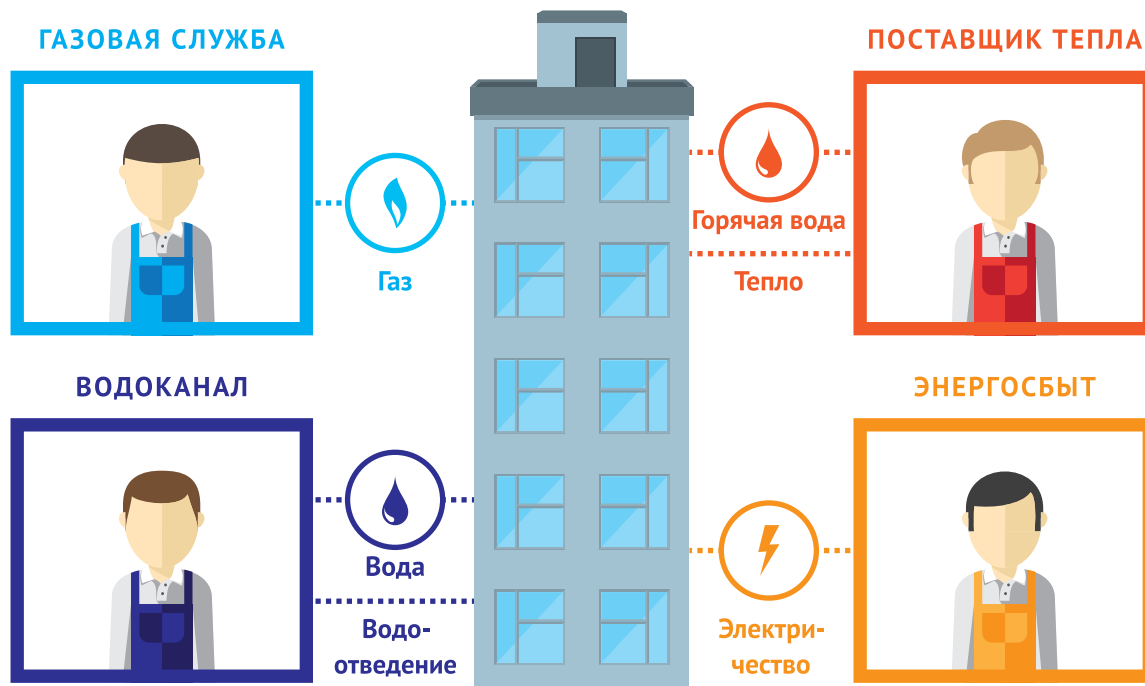 ГАЗОВАЯ СЛУЖБА
ПОСТАВЩИК ТЕПЛА
Газ
Горячая вода
Тепло
ВОДОКАНАЛ
ЭНЕРГОСБЫТ
Вода
Водо-
отведение
Электри-
чество